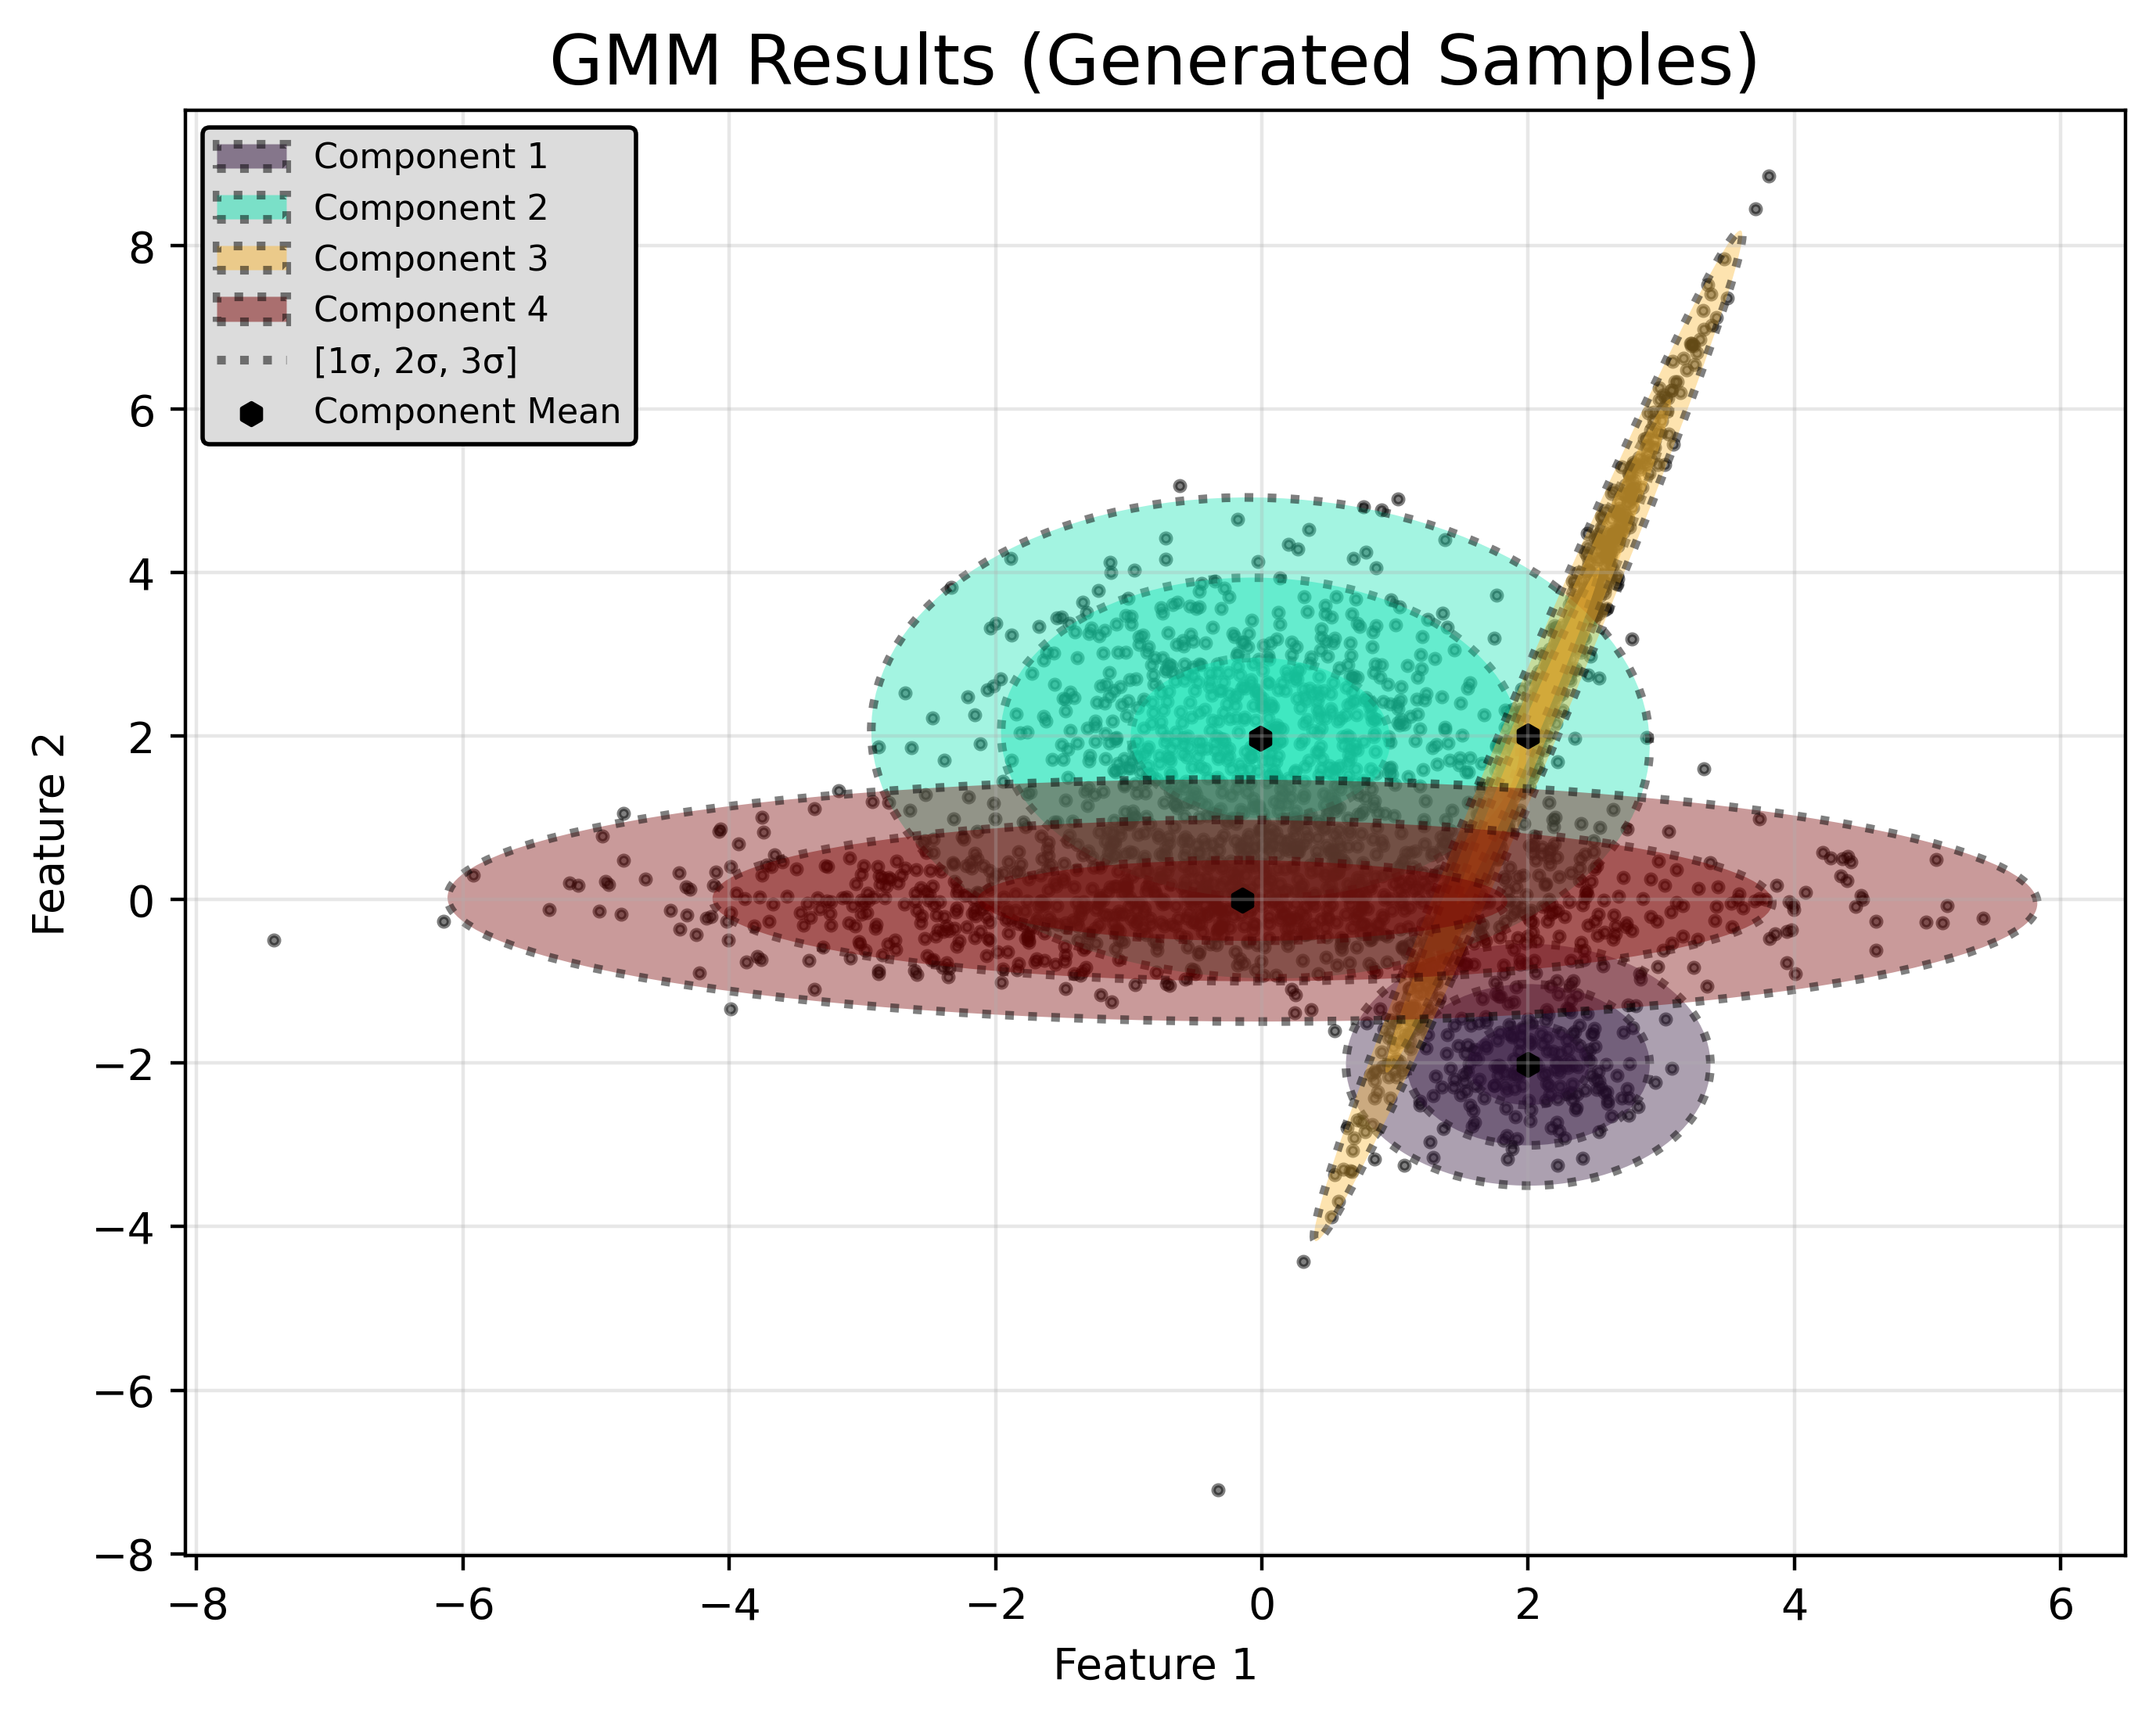 GMM Results (Generated Samples)
Component 1
Component 2
Component 3
Component 4
[1σ, 2σ, 3σ]
Component Mean
8
6
4
2
0
−2
−4
−6
−8
Feature 2
−8 −6 −4 −2 0 2 4 6
Feature 1